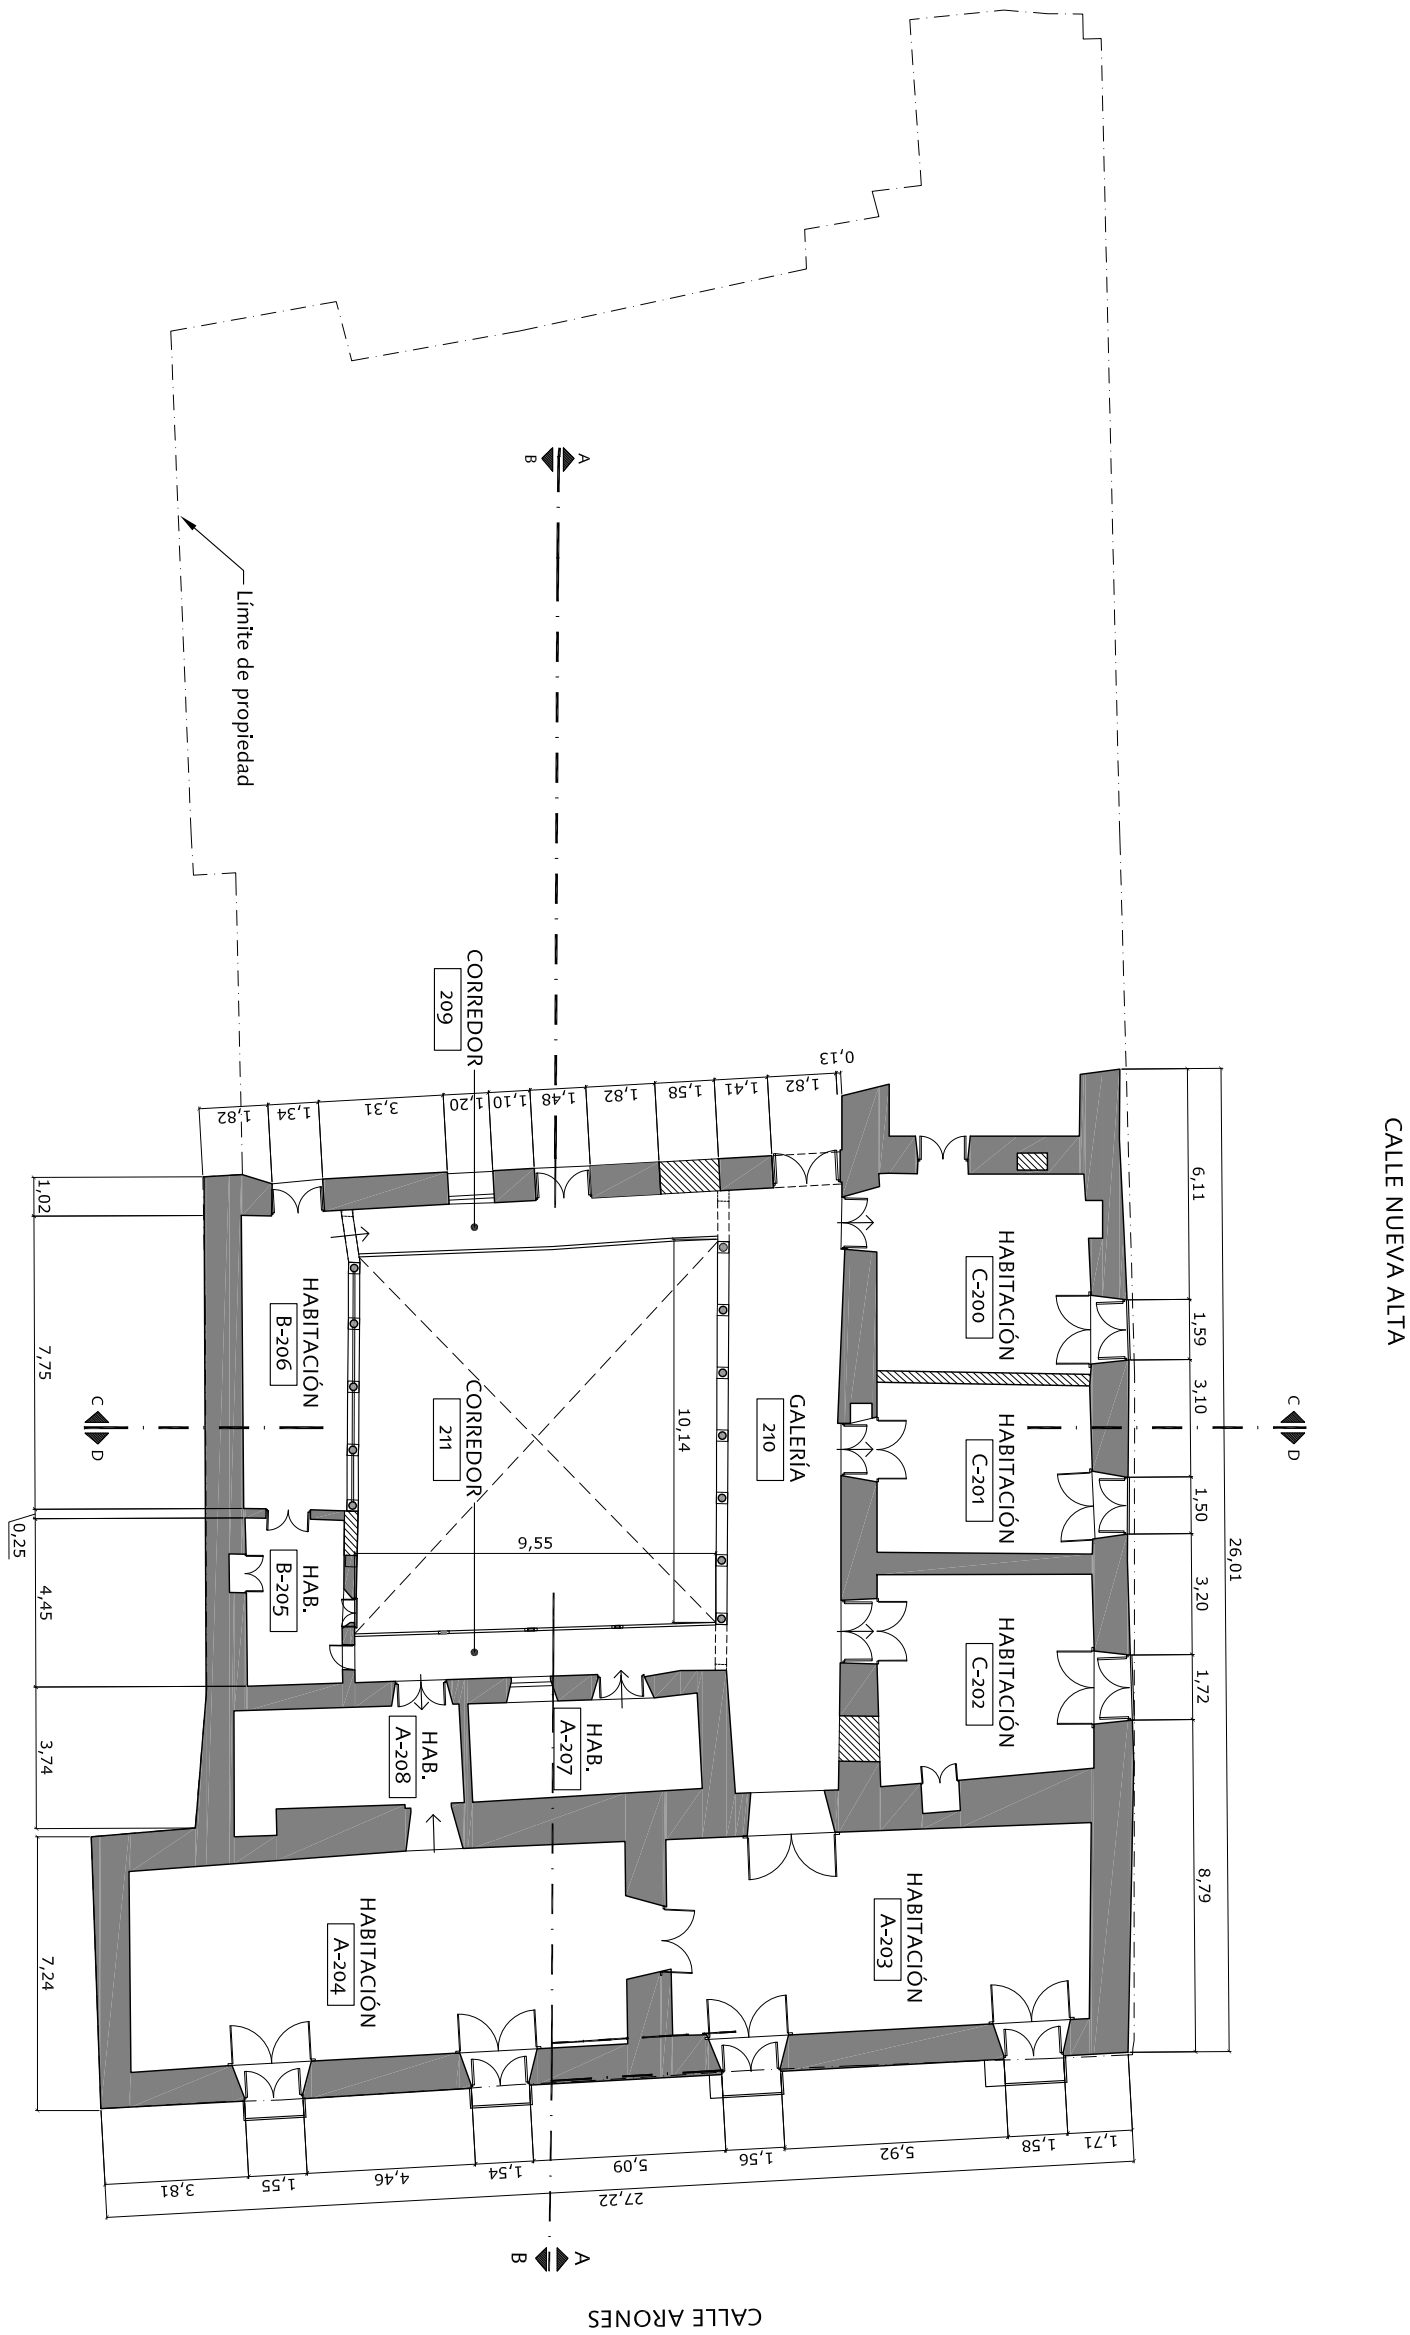 CALLE NUEVA ALTA
A
B
Límite de propiedad
CORREDOR
209
0,13
1,82
1,41
1,58
1,82
1,48
1,10
1,20
3,31
1,34
1,82
26,01
6,11
1,59
3,10
1,50
3,20
1,72
8,79
HABITACIÓN
C-200
HABITACIÓN
C-201
HABITACIÓN
C-202
GALERÍA
210
10,14
9,55
CORREDOR
211
HABITACIÓN
B-206
HAB.
B-205
HAB.
A-207
HAB.
A-208
HABITACIÓN
A-203
HABITACIÓN
A-204
C
D
C
D
1,02
7,75
0,25
4,45
3,74
7,24
1,71
1,58
5,92
1,56
5,09
1,54
4,46
1,55
3,81
27,22
A
B
CALLE ARONES